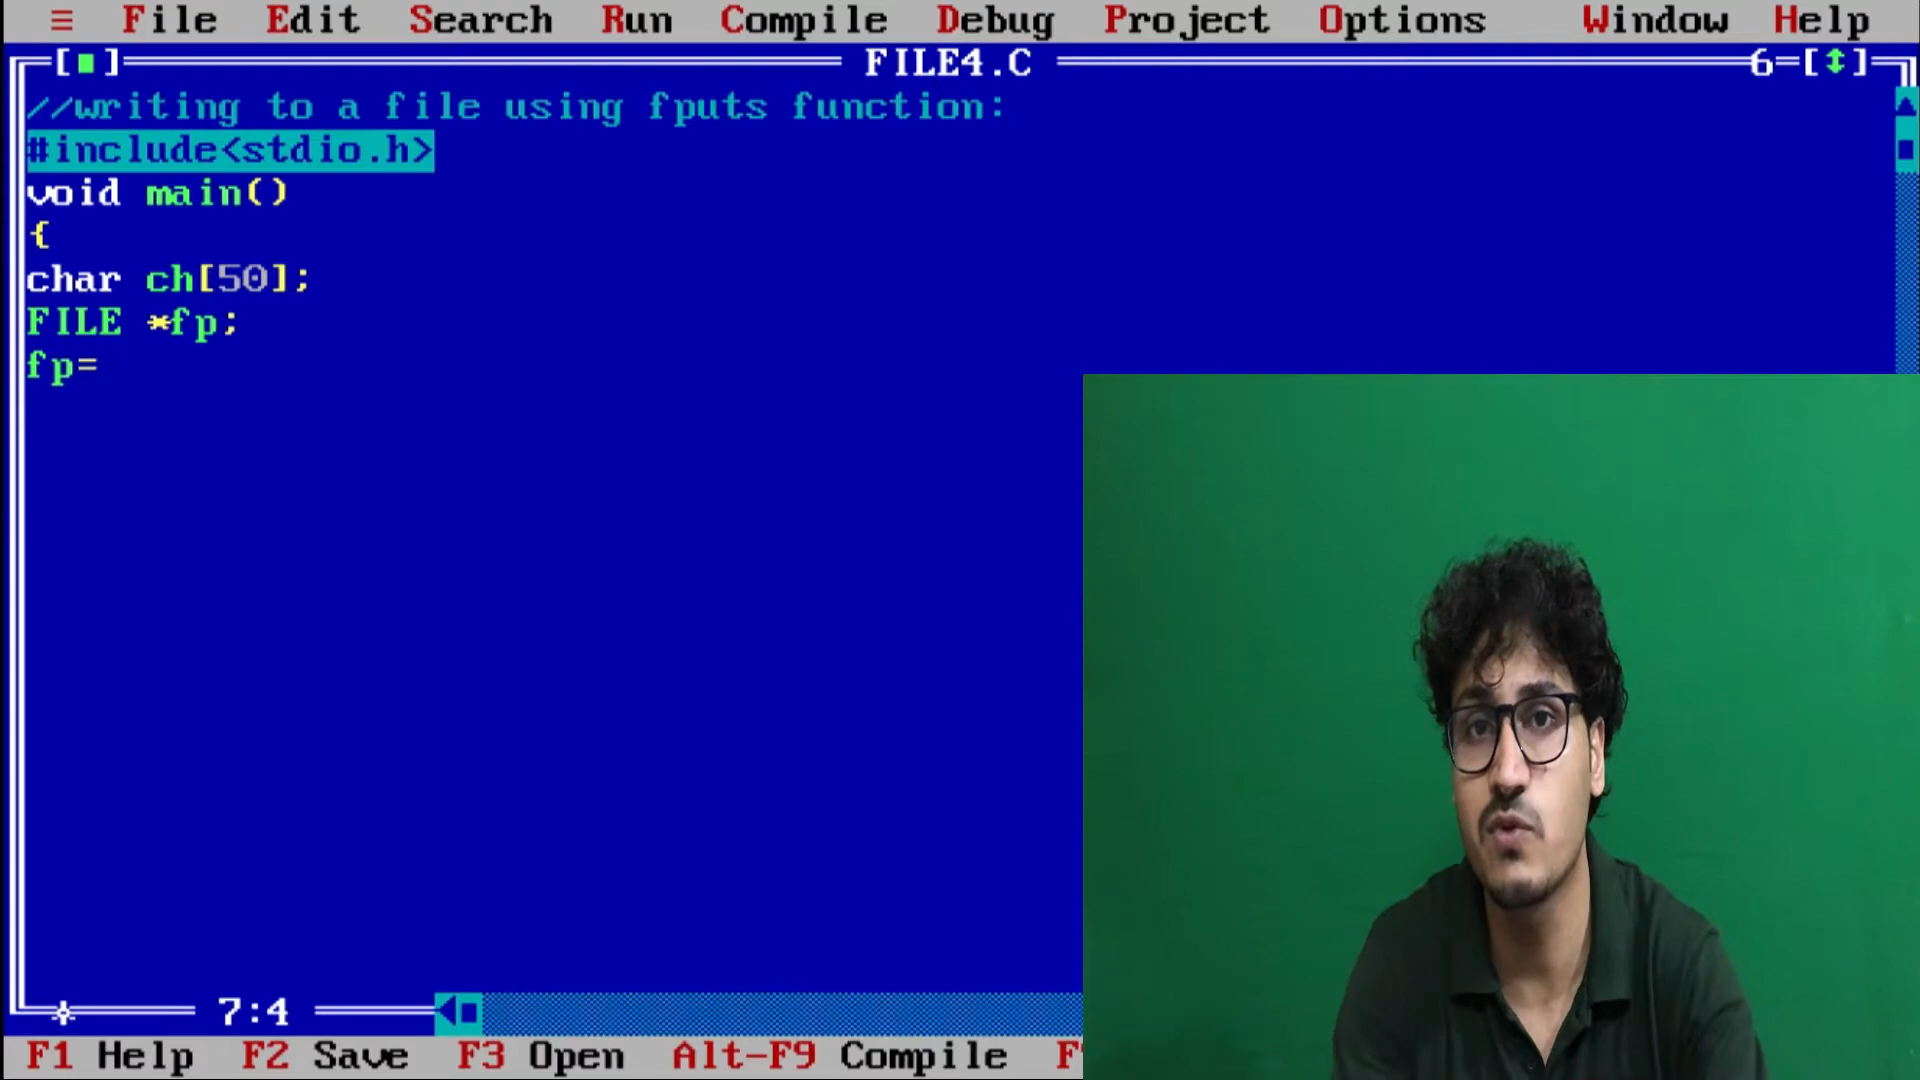 ≡ File Edit Search Run Compile Debug Project Options Window Help
[■] FILE4.C 6=[↕]
//writing to a file using fputs function:
#include<stdio.h>
void main()
{
char ch[50];
FILE *fp;
fp=
7:4
F1 Help F2 Save F3 Open Alt-F9 Compile F